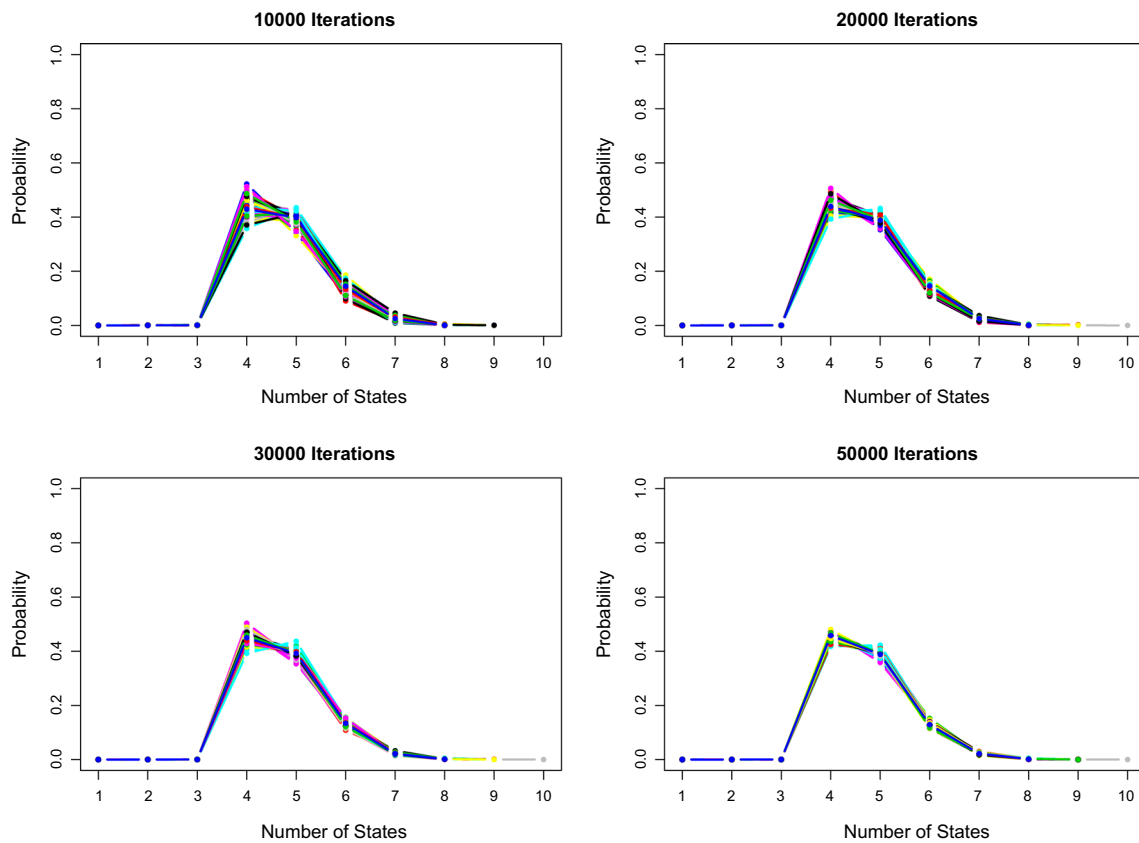 10000 Iterations
Probability
1.0
0.8
0.6
0.4
0.2
0.0
1 2 3 4 5 6 7 8 9 10
Number of States
20000 Iterations
Probability
1.0
0.8
0.6
0.4
0.2
0.0
1 2 3 4 5 6 7 8 9 10
Number of States
30000 Iterations
Probability
1.0
0.8
0.6
0.4
0.2
0.0
1 2 3 4 5 6 7 8 9 10
Number of States
50000 Iterations
Probability
1.0
0.8
0.6
0.4
0.2
0.0
1 2 3 4 5 6 7 8 9 10
Number of States